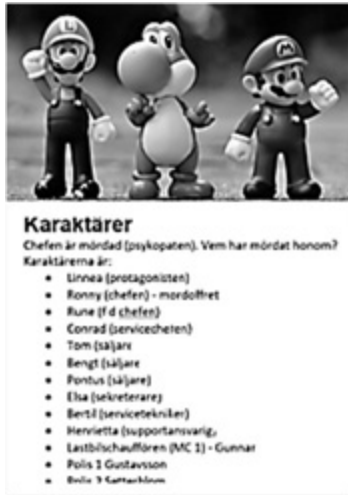 Karaktärer
Chefen är mördad (psykopaten). Vem har mördat honom?
Karaktärerna är:
• Linnea (protagonisten)
• Ronny (chefen) - mordoffret
• Rune (f d chefen)
• Conrad (servicechefen)
• Tom (säljare
• Bengt (säljare
• Pontus (säljare)
• Elsa (sekreterare)
• Bertil (servicetekniker)
• Henrietta (supportansvarig,
• Lastbilschauffören (MC 1) - Gunnar
• Polis 1 Gustavsson
• Polis 2